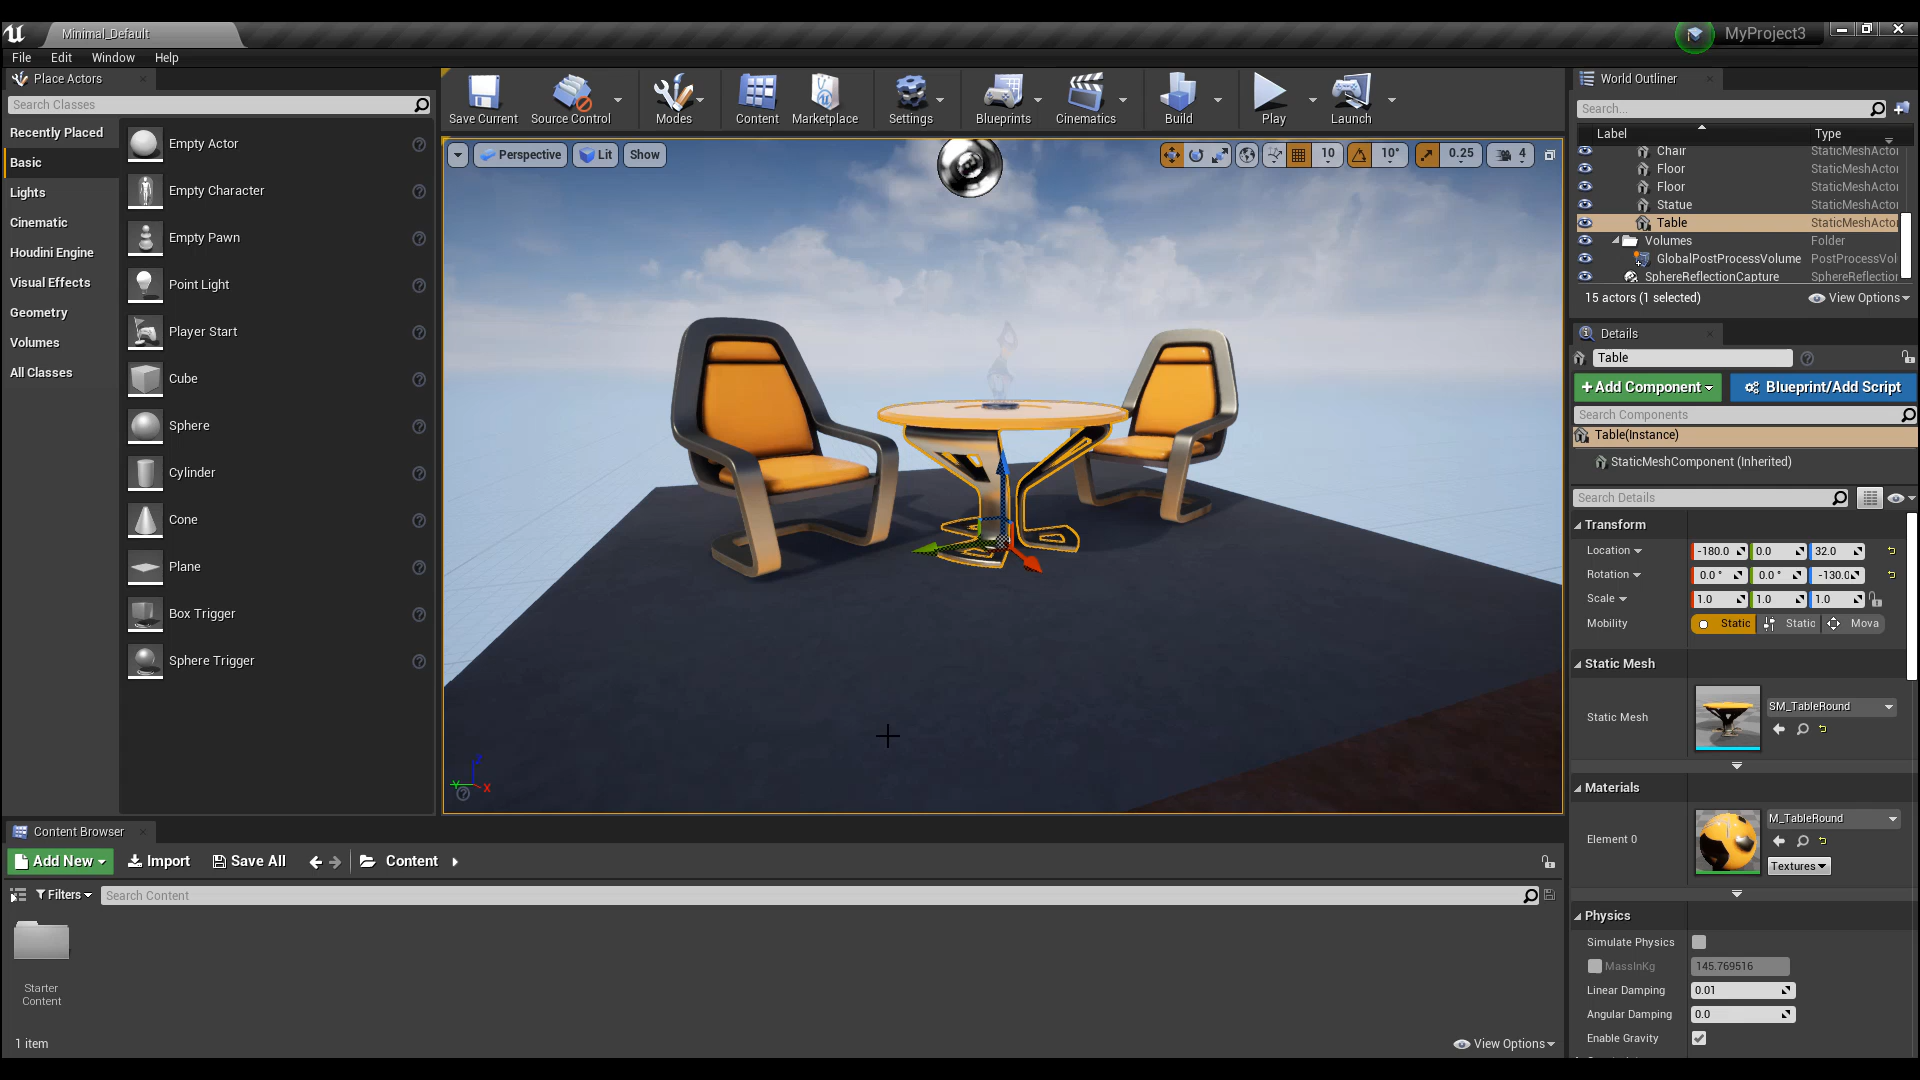 Minimal_Default
MyProject3
File Edit Window Help
Place Actors
Search Classes
Recently Placed
Basic
Lights
Cinematic
Houdini Engine
Visual Effects
Geometry
Volumes
All Classes
Empty Actor
Empty Character
Empty Pawn
Point Light
Player Start
Cube
Sphere
Cylinder
Cone
Plane
Box Trigger
Sphere Trigger
Save Current Source Control Modes Content Marketplace Settings Blueprints Cinematics Build Play Launch
Perspective Lit Show
10 10° 0.25 4
Z
Y
X
World Outliner
Search...
Label Type
Chair StaticMeshActor
Floor StaticMeshActor
Floor StaticMeshActor
Statue StaticMeshActor
Table StaticMeshActor
Volumes Folder
GlobalPostProcessVolume PostProcessVol
SphereReflectionCapture SphereReflection
15 actors (1 selected) View Options
Details
Table
+Add Component Blueprint/Add Script
Search Components
Table(Instance)
StaticMeshComponent (Inherited)
Search Details
Transform
Location -180.0 0.0 32.0
Rotation 0.0 ° 0.0 ° -130.0
Scale 1.0 1.0 1.0
Mobility Static Static Mova
Static Mesh
Static Mesh SM_TableRound
Materials
Element 0 M_TableRound
Textures
Physics
Simulate Physics
MassInKg 145.769516
Linear Damping 0.01
Angular Damping 0.0
Enable Gravity
Content Browser
Add New Import Save All Content
Filters Search Content
Starter
Content
1 item
View Options